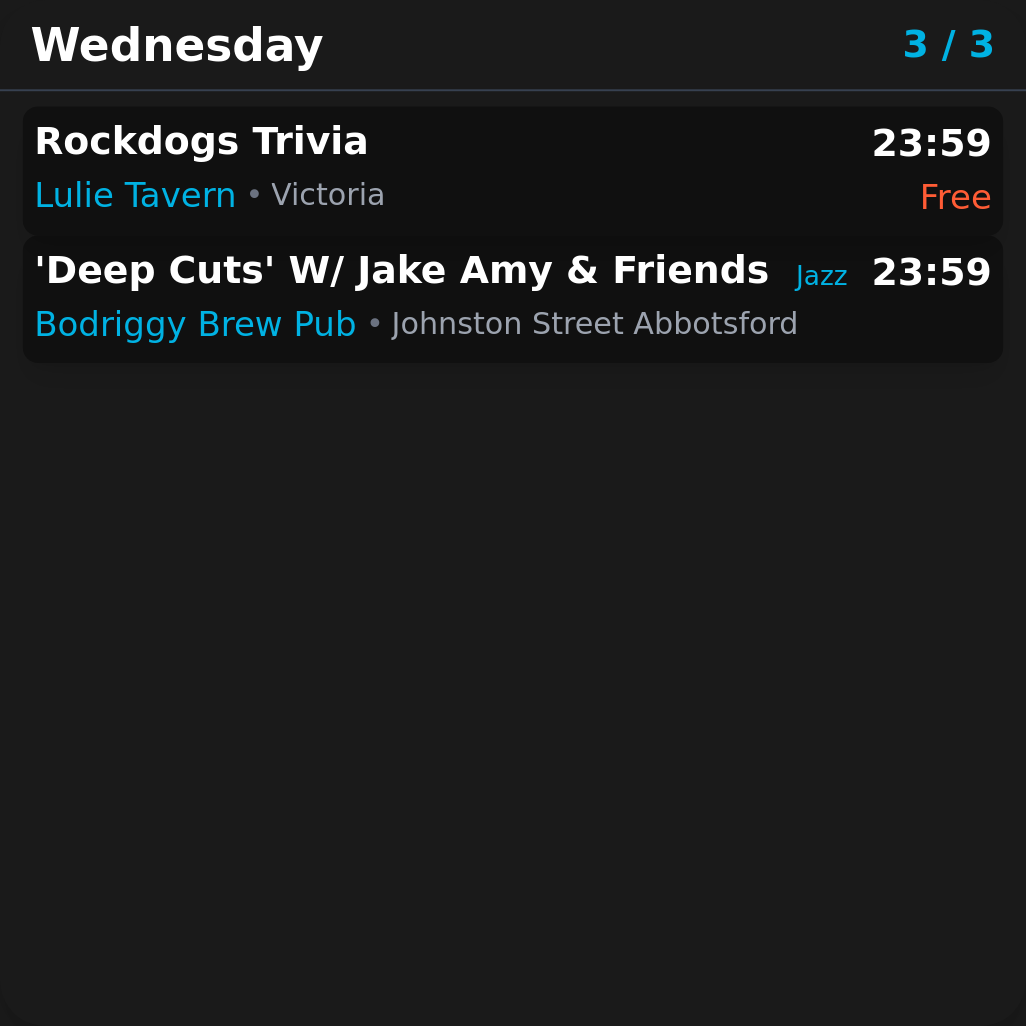 Wednesday 3 / 3
Rockdogs Trivia 23:59
Lulie Tavern • Victoria Free
'Deep Cuts' W/ Jake Amy & Friends Jazz 23:59
Bodriggy Brew Pub • Johnston Street Abbotsford